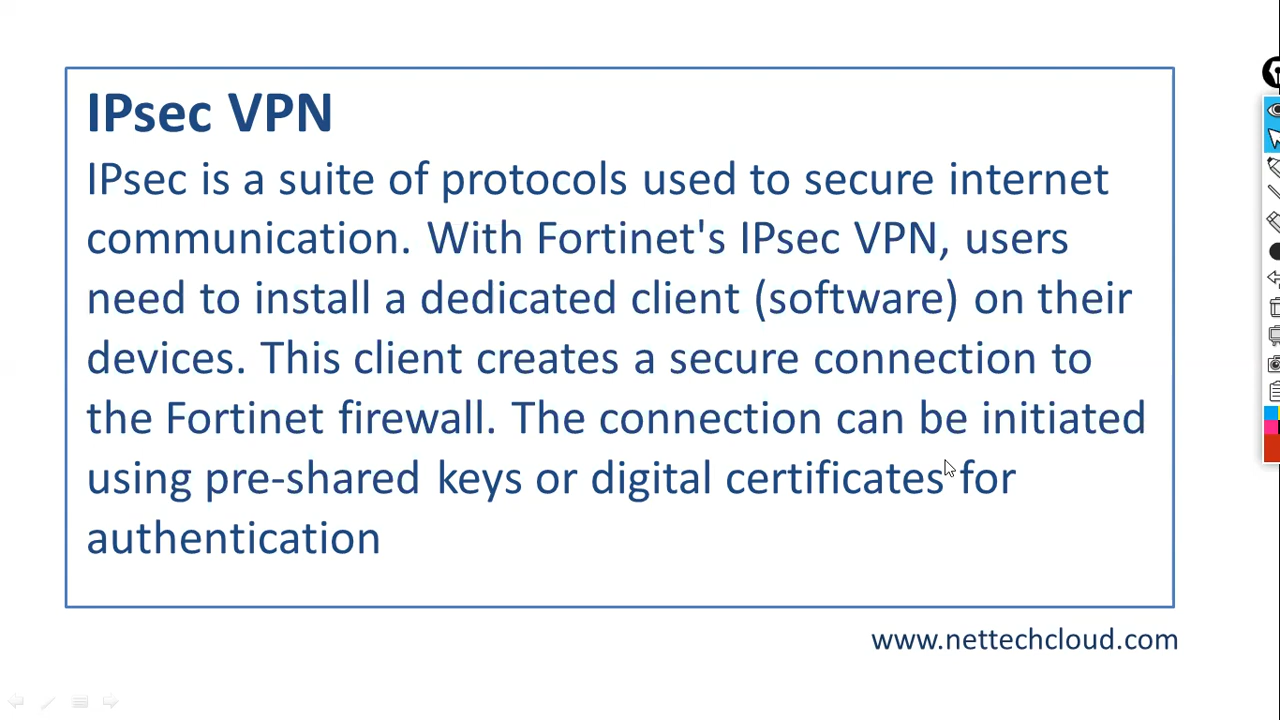 IPsec VPN
IPsec is a suite of protocols used to secure internet
communication. With Fortinet's IPsec VPN, users
need to install a dedicated client (software) on their
devices. This client creates a secure connection to
the Fortinet firewall. The connection can be initiated
using pre-shared keys or digital certificates for
authentication
www.nettechcloud.com